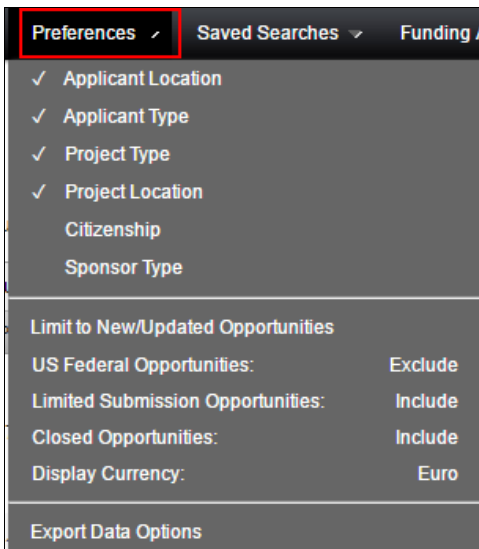 Preferences Saved Searches Funding
✓ Applicant Location
✓ Applicant Type
✓ Project Type
✓ Project Location
Citizenship
Sponsor Type
Limit to New/Updated Opportunities
US Federal Opportunities: Exclude
Limited Submission Opportunities: Include
Closed Opportunities: Include
Display Currency: Euro
Export Data Options